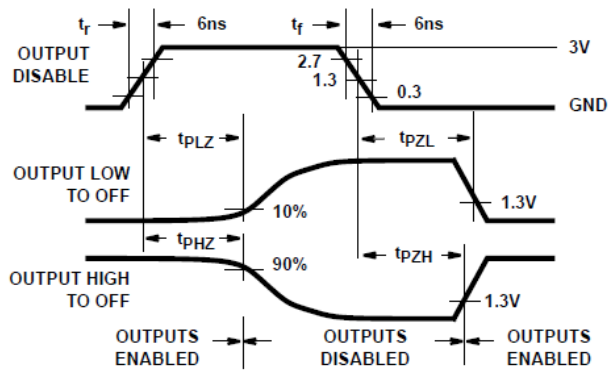 tr 6ns tf 6ns
OUTPUT
DISABLE
3V
2.7
1.3
0.3
GND
tPLZ tPZL
OUTPUT LOW
TO OFF
10%
1.3V
tPHZ tPZH
OUTPUT HIGH
TO OFF
90%
1.3V
OUTPUTS
ENABLED
OUTPUTS
DISABLED
OUTPUTS
ENABLED